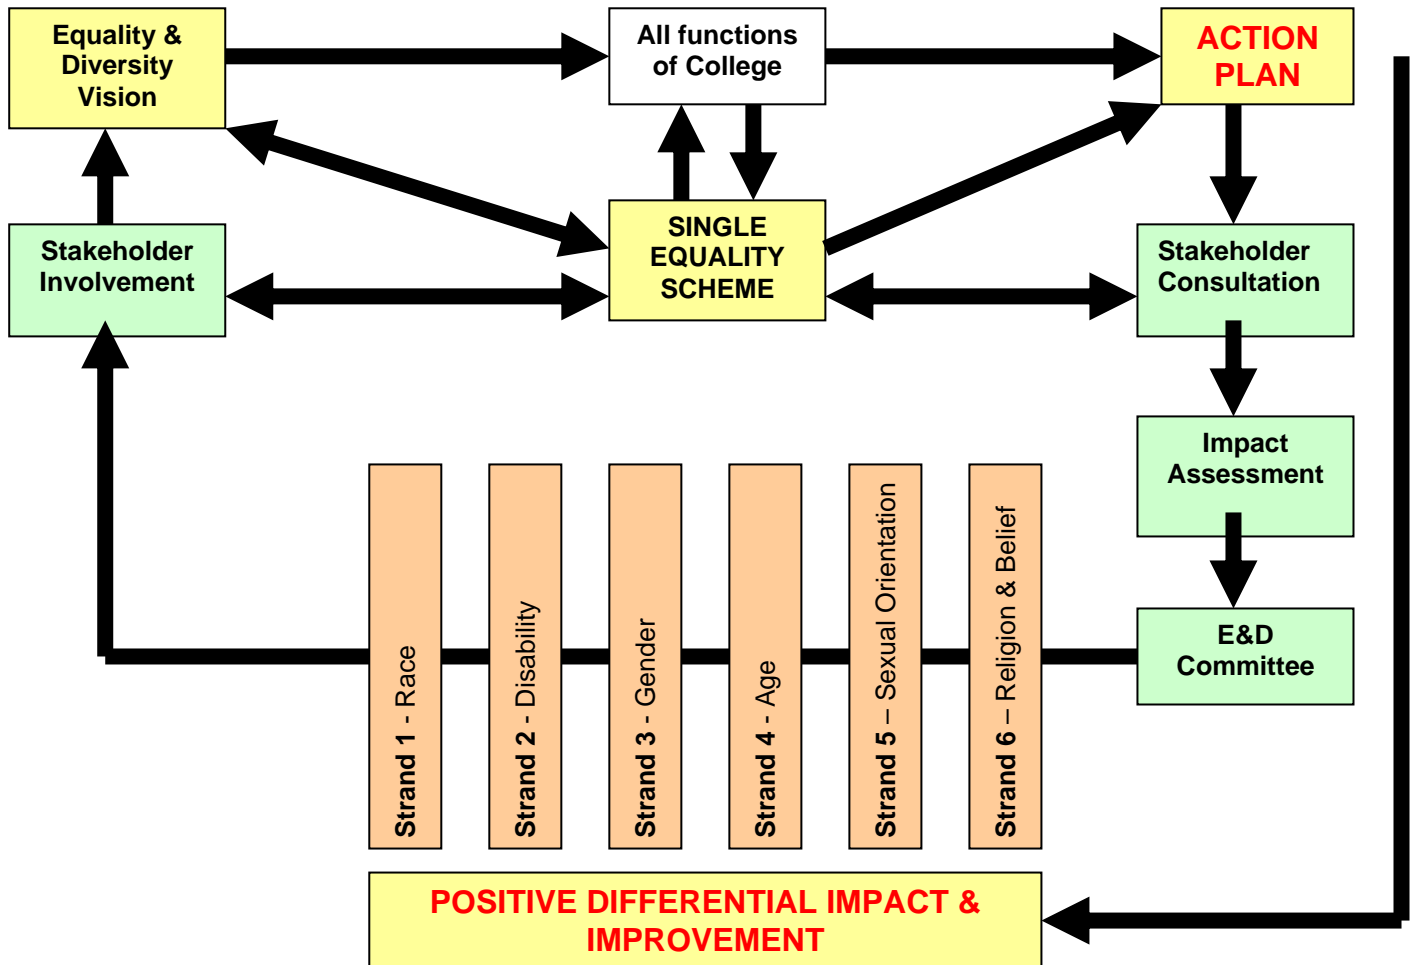 Equality &
Diversity
Vision
All functions
of College
ACTION
PLAN
Stakeholder
Involvement
SINGLE
EQUALITY
SCHEME
Stakeholder
Consultation
Impact
Assessment
E&D
Committee
Strand 1 - Race
Strand 2 - Disability
Strand 3 - Gender
Strand 4 - Age
Strand 5 – Sexual Orientation
Strand 6 – Religion & Belief
POSITIVE DIFFERENTIAL IMPACT &
IMPROVEMENT